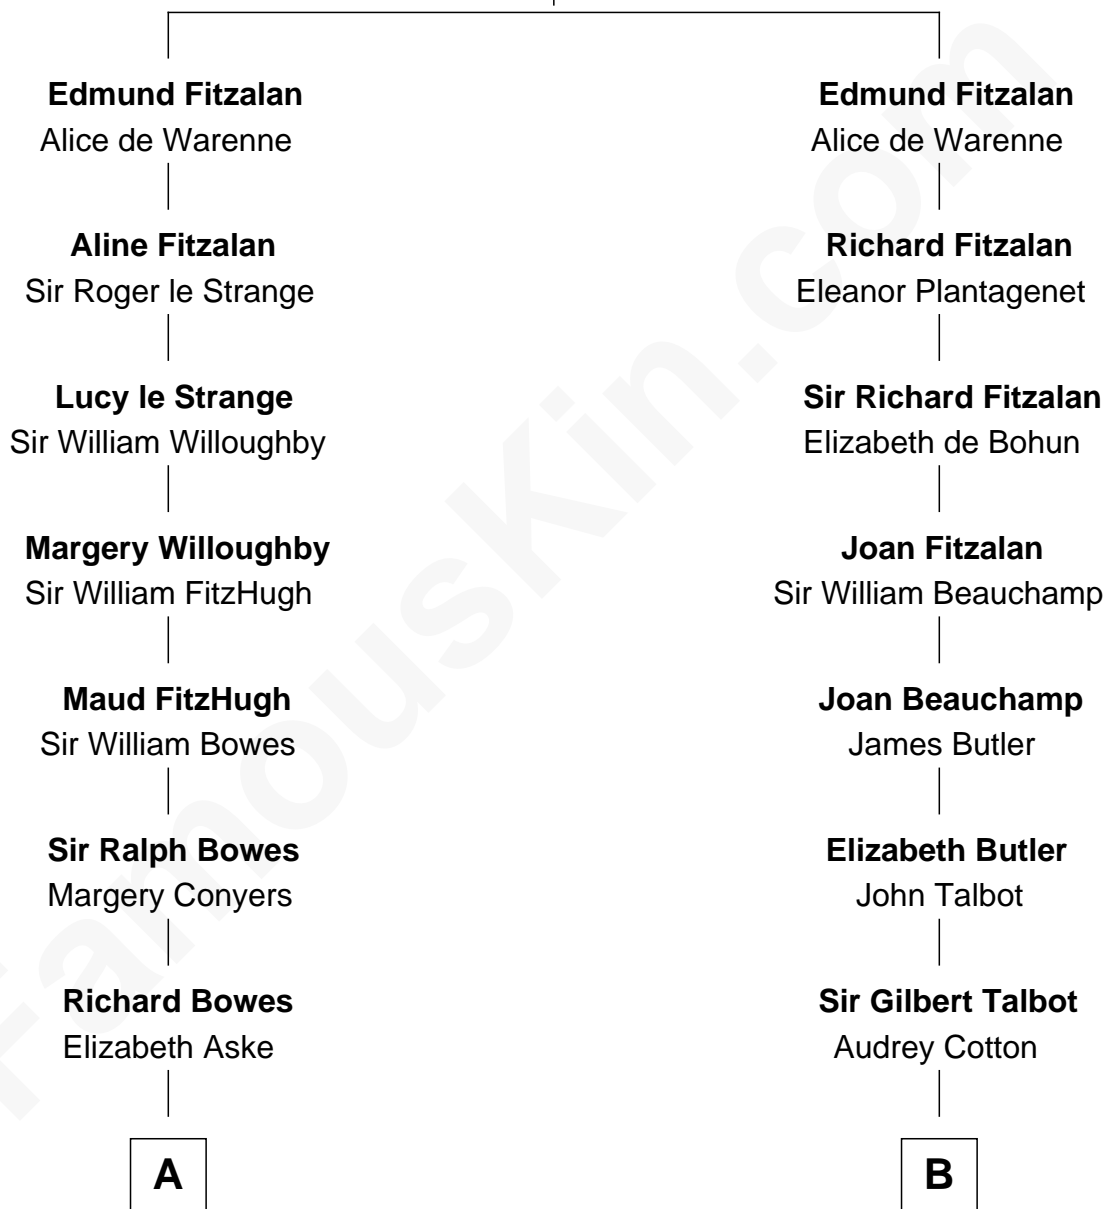 Edmund Fitzalan
Alice de Warenne
Aline Fitzalan
Sir Roger le Strange
Lucy le Strange
Sir William Willoughby
Margery Willoughby
Sir William FitzHugh
Maud FitzHugh
Sir William Bowes
Sir Ralph Bowes
Margery Conyers
Richard Bowes
Elizabeth Aske
A
Edmund Fitzalan
Alice de Warenne
Richard Fitzalan
Eleanor Plantagenet
Sir Richard Fitzalan
Elizabeth de Bohun
Joan Fitzalan
Sir William Beauchamp
Joan Beauchamp
James Butler
Elizabeth Butler
John Talbot
Sir Gilbert Talbot
Audrey Cotton
B
FamousKin.com